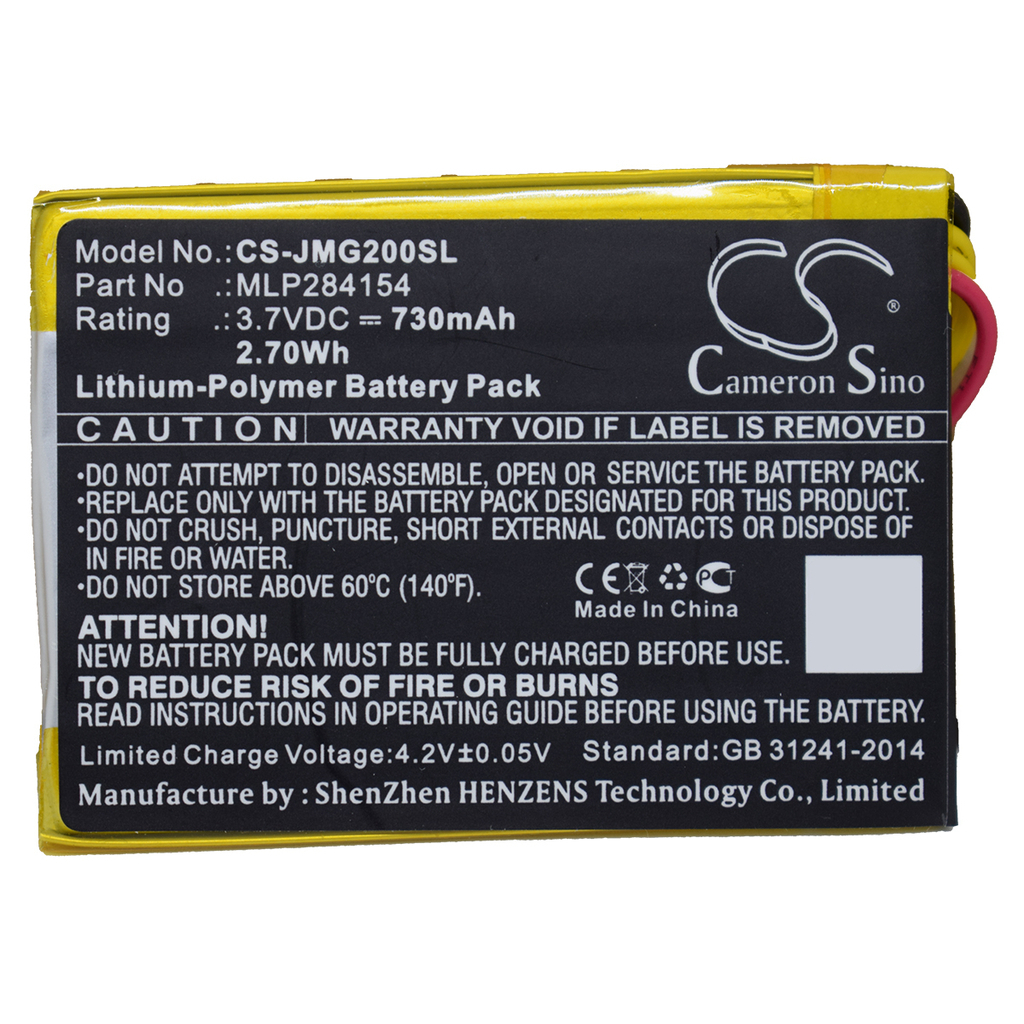 Model No.: CS-JMG200SL
Part No .: MLP284154
Rating .: 3.7VDC ⎓ 730mAh
2.70Wh
Lithium-Polymer Battery Pack
CS ®
Cameron Sino
CAUTION WARRANTY VOID IF LABEL IS REMOVED
•DO NOT ATTEMPT TO DISASSEMBLE, OPEN OR SERVICE THE BATTERY PACK.
•REPLACE ONLY WITH THE BATTERY PACK DESIGNATED FOR THIS PRODUCT.
•DO NOT CRUSH, PUNCTURE, SHORT EXTERNAL CONTACTS OR DISPOSE OF
IN FIRE OR WATER.
•DO NOT STORE ABOVE 60ºC (140ºF).
CE PCT
Made In China
ATTENTION!
NEW BATTERY PACK MUST BE FULLY CHARGED BEFORE USE.
TO REDUCE RISK OF FIRE OR BURNS
READ INSTRUCTIONS IN OPERATING GUIDE BEFORE USING THE BATTERY.
Limited Charge Voltage:4.2V±0.05V Standard:GB 31241-2014
Manufacture by : ShenZhen HENZENS Technology Co., Limited